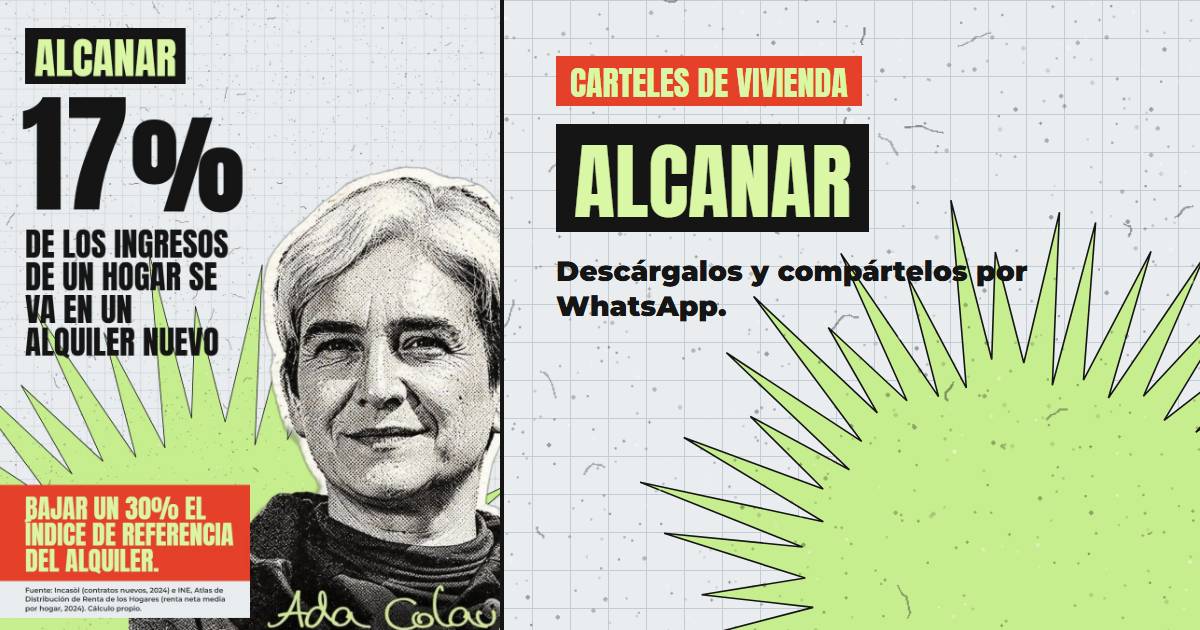 ALCANAR
17%
DE LOS INGRESOS
DE UN HOGAR SE
VA EN UN
ALQUILER NUEVO
BAJAR UN 30% EL
ÍNDICE DE REFERENCIA
DEL ALQUILER.
Fuente: Incasòl (contratos nuevos, 2024) e INE, Atlas de
Distribución de Renta de los Hogares (renta neta media
por hogar, 2024). Cálculo propio.
Ada Colau
CARTELES DE VIVIENDA
ALCANAR
Descárgalos y compártelos por
WhatsApp.